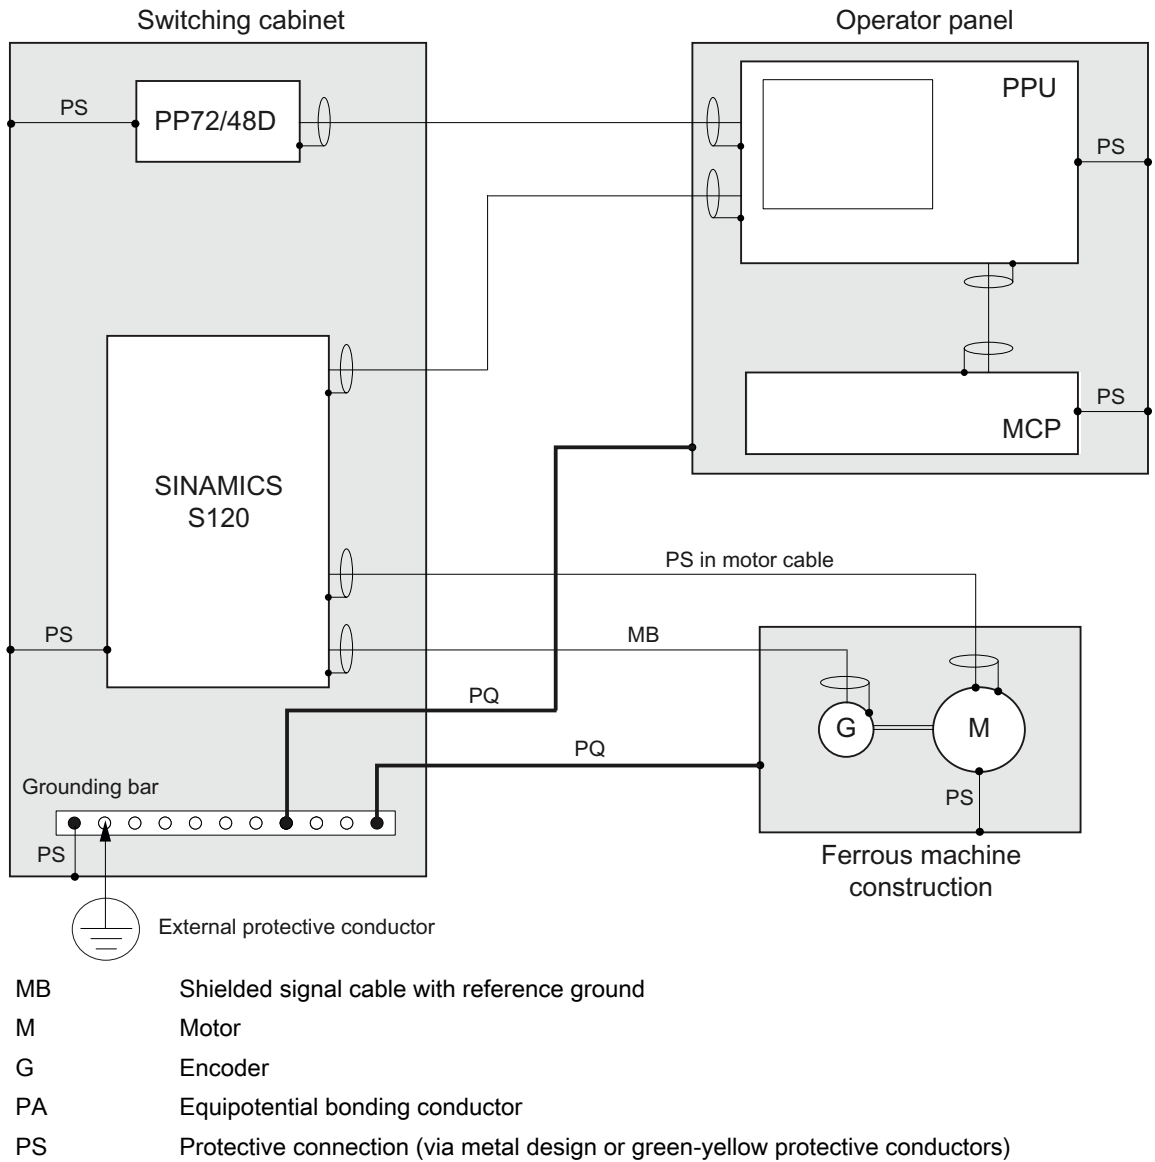 Switching cabinet
Operator panel
PS
PP72/48D
PPU
PS
PS
MCP
SINAMICS
S120
PS in motor cable
PS
MB
PQ
G
M
PQ
PS
Grounding bar
PS
Ferrous machine
construction
External protective conductor
MB Shielded signal cable with reference ground
M Motor
G Encoder
PA Equipotential bonding conductor
PS Protective connection (via metal design or green-yellow protective conductors)